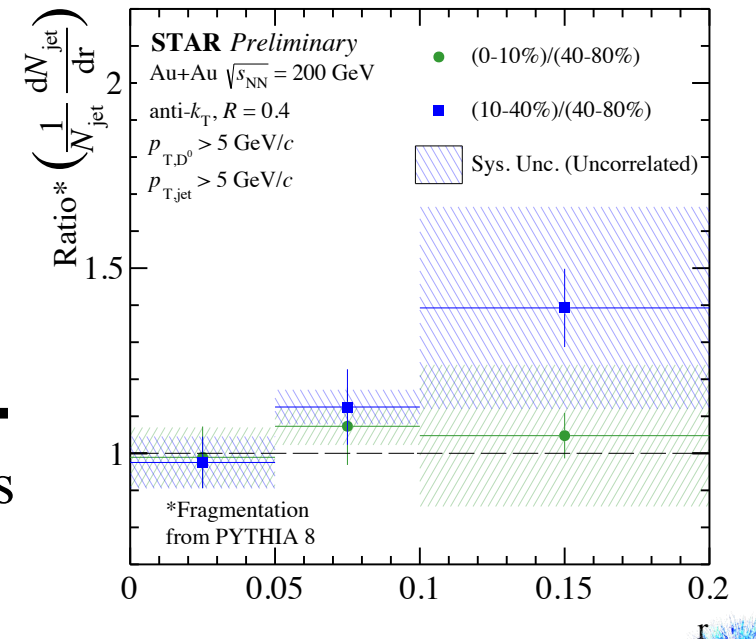 Ratio* ( 1/N_jet dN_jet/dr )
STAR Preliminary
Au+Au √s_NN = 200 GeV
anti-k_T, R = 0.4
p_T,D⁰ > 5 GeV/c
p_T,jet > 5 GeV/c
(0-10%)/(40-80%)
(10-40%)/(40-80%)
Sys. Unc. (Uncorrelated)
2
1.5
1
s
*Fragmentation
from PYTHIA 8
0 0.05 0.1 0.15 0.2
r